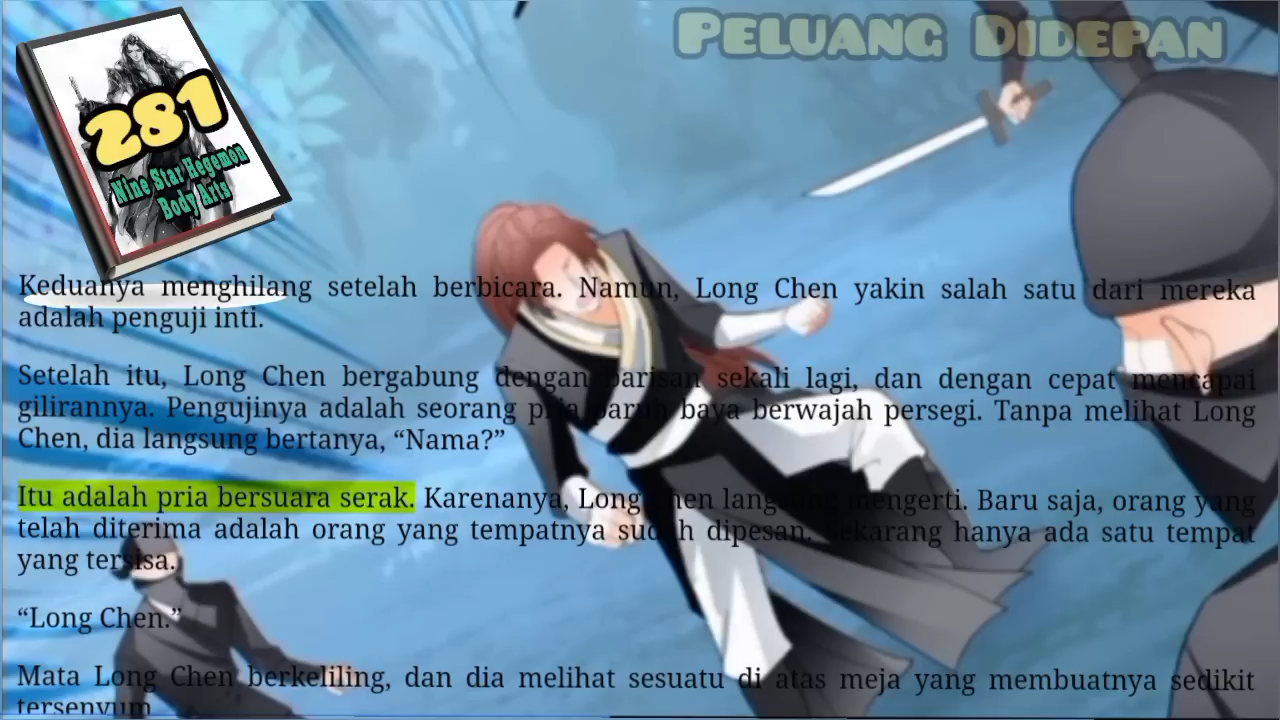 281
Nine Star Hegemon
Body Arts
Peluang Didepan
Keduanya menghilang setelah berbicara. Namun, Long Chen yakin salah satu dari mereka
adalah penguji inti.
Setelah itu, Long Chen bergabung dengan barisan sekali lagi, dan dengan cepat mencapai
gilirannya. Pengujinya adalah seorang pria paruh baya berwajah persegi. Tanpa melihat Long
Chen, dia langsung bertanya, “Nama?”
Itu adalah pria bersuara serak. Karenanya, Long Chen langsung mengerti. Baru saja, orang yang
telah diterima adalah orang yang tempatnya sudah dipesan. Sekarang hanya ada satu tempat
yang tersisa.
“Long Chen.”
Mata Long Chen berkeliling, dan dia melihat sesuatu di atas meja yang membuatnya sedikit
tersenyum.